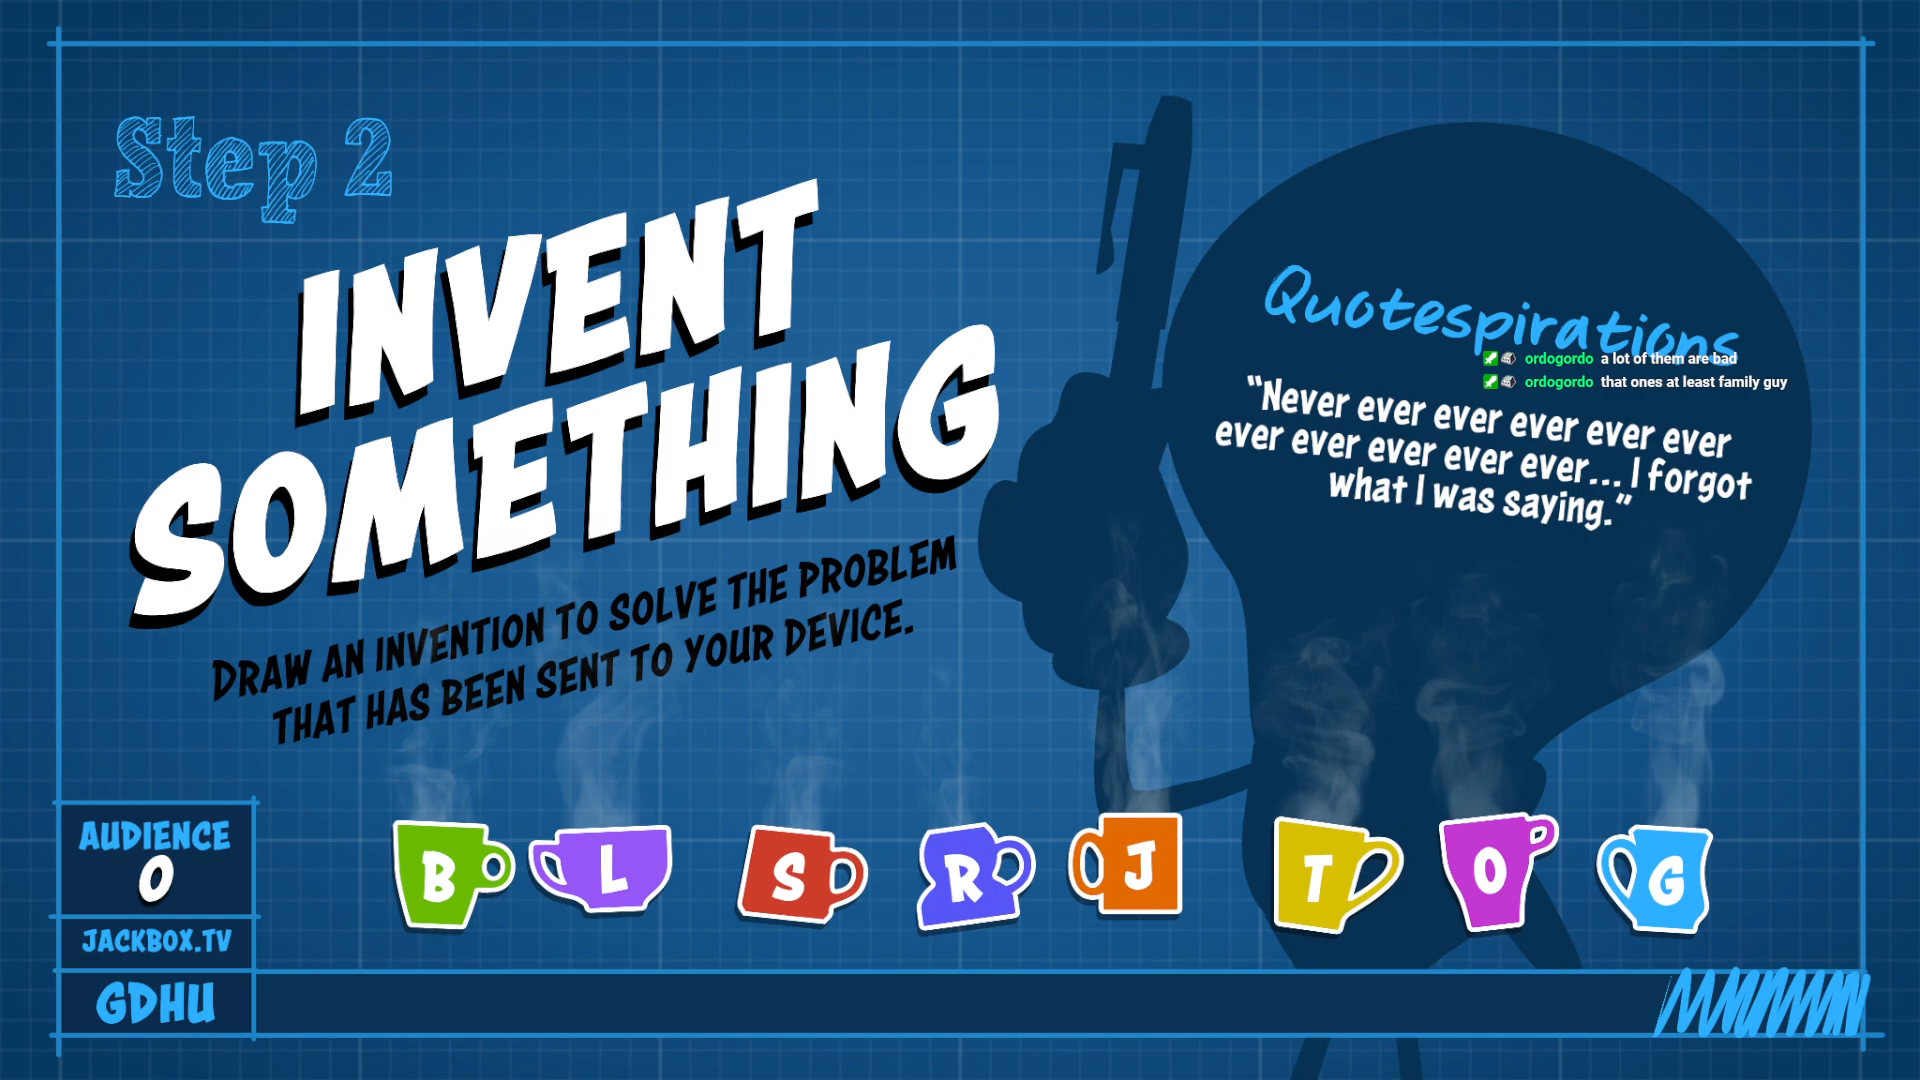 Step 2
INVENT
SOMETHING
DRAW AN INVENTION TO SOLVE THE PROBLEM
THAT HAS BEEN SENT TO YOUR DEVICE.
Quotespirations
ordogordo a lot of them are bad
ordogordo that ones at least family guy
"Never ever ever ever ever ever
ever ever ever ever ever... I forgot
what I was saying."
B L S R J T O G
AUDIENCE
0
JACKBOX.TV
GDHU